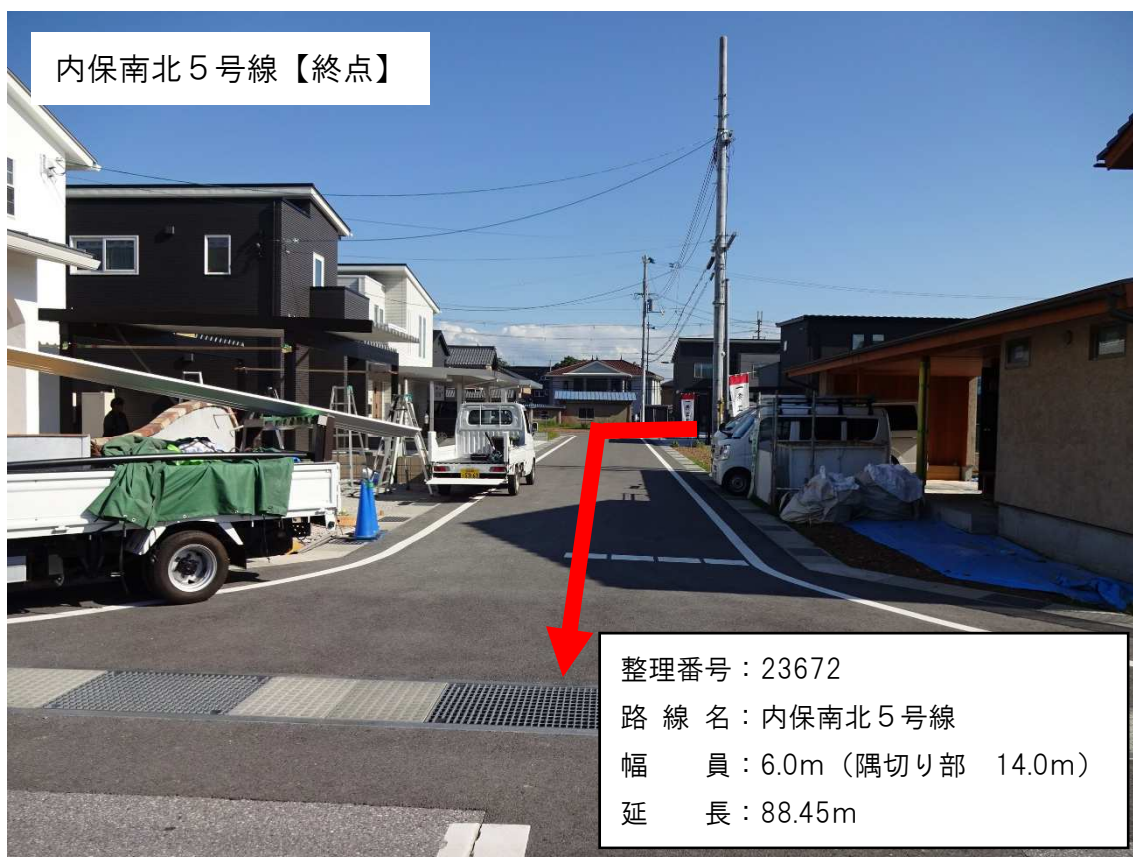 内保南北５号線【終点】
整理番号：23672
路 線 名：内保南北５号線
幅　　員：6.0m（隅切り部　14.0m）
延　　長：88.45m